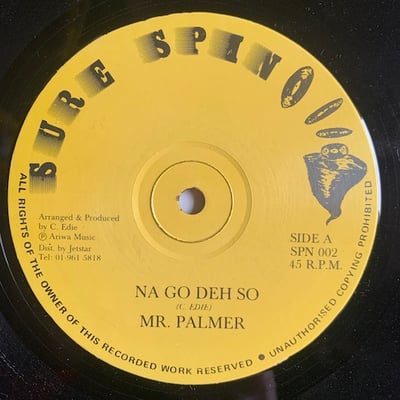 SURE SPIN
Arranged & Produced
by C. Edie
℗ Ariwa Music
Dist. by Jetstar
Tel: 01-961 5818
SIDE A
SPN 002
45 R.P.M.
NA GO DEH SO
(C. EDIE)
MR. PALMER
ALL RIGHTS OF THE OWNER OF THIS RECORDED WORK RESERVED • UNAUTHORISED COPYING PROHIBITED